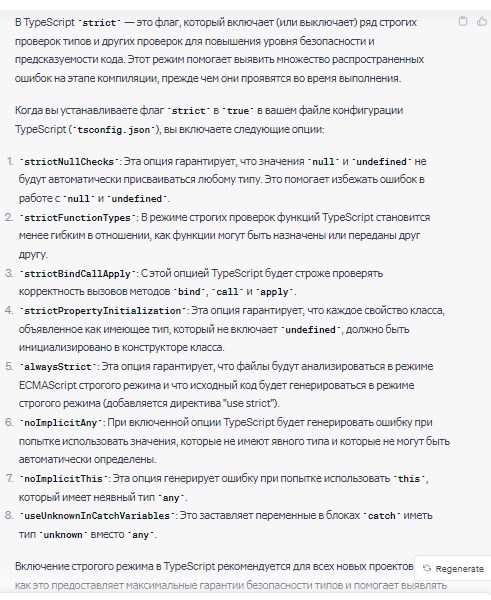 В TypeScript `strict` — это флаг, который включает (или выключает) ряд строгих
проверок типов и других проверок для повышения уровня безопасности и
предсказуемости кода. Этот режим помогает выявить множество распространенных
ошибок на этапе компиляции, прежде чем они проявятся во время выполнения.
Когда вы устанавливаете флаг `strict` в `true` в вашем файле конфигурации
TypeScript (`tsconfig.json`), вы включаете следующие опции:
1. `strictNullChecks`: Эта опция гарантирует, что значения `null` и `undefined` не
будут автоматически присваиваться любому типу. Это помогает избежать ошибок в
работе с `null` и `undefined`.
2. `strictFunctionTypes`: В режиме строгих проверок функций TypeScript становится
менее гибким в отношении, как функции могут быть назначены или переданы друг
другу.
3. `strictBindCallApply`: С этой опцией TypeScript будет строже проверять
корректность вызовов методов `bind`, `call` и `apply`.
4. `strictPropertyInitialization`: Эта опция гарантирует, что каждое свойство класса,
объявленное как имеющее тип, который не включает `undefined`, должно быть
инициализировано в конструкторе класса.
5. `alwaysStrict`: Эта опция гарантирует, что файлы будут анализироваться в режиме
ECMAScript строгого режима и что исходный код будет генерироваться в режиме
строгого режима (добавляется директива "use strict").
6. `noImplicitAny`: При включенной опции TypeScript будет генерировать ошибку при
попытке использовать значения, которые не имеют явного типа и которые не могут быть
автоматически определены.
7. `noImplicitThis`: Эта опция генерирует ошибку при попытке использовать `this`,
который имеет неявный тип `any`.
8. `useUnknownInCatchVariables`: Это заставляет переменные в блоках `catch` иметь
тип `unknown` вместо `any`.
Включение строгого режима в TypeScript рекомендуется для всех новых проектов
Regenerate
как это предоставляет максимальные гарантии безопасности типов и помогает выявлять